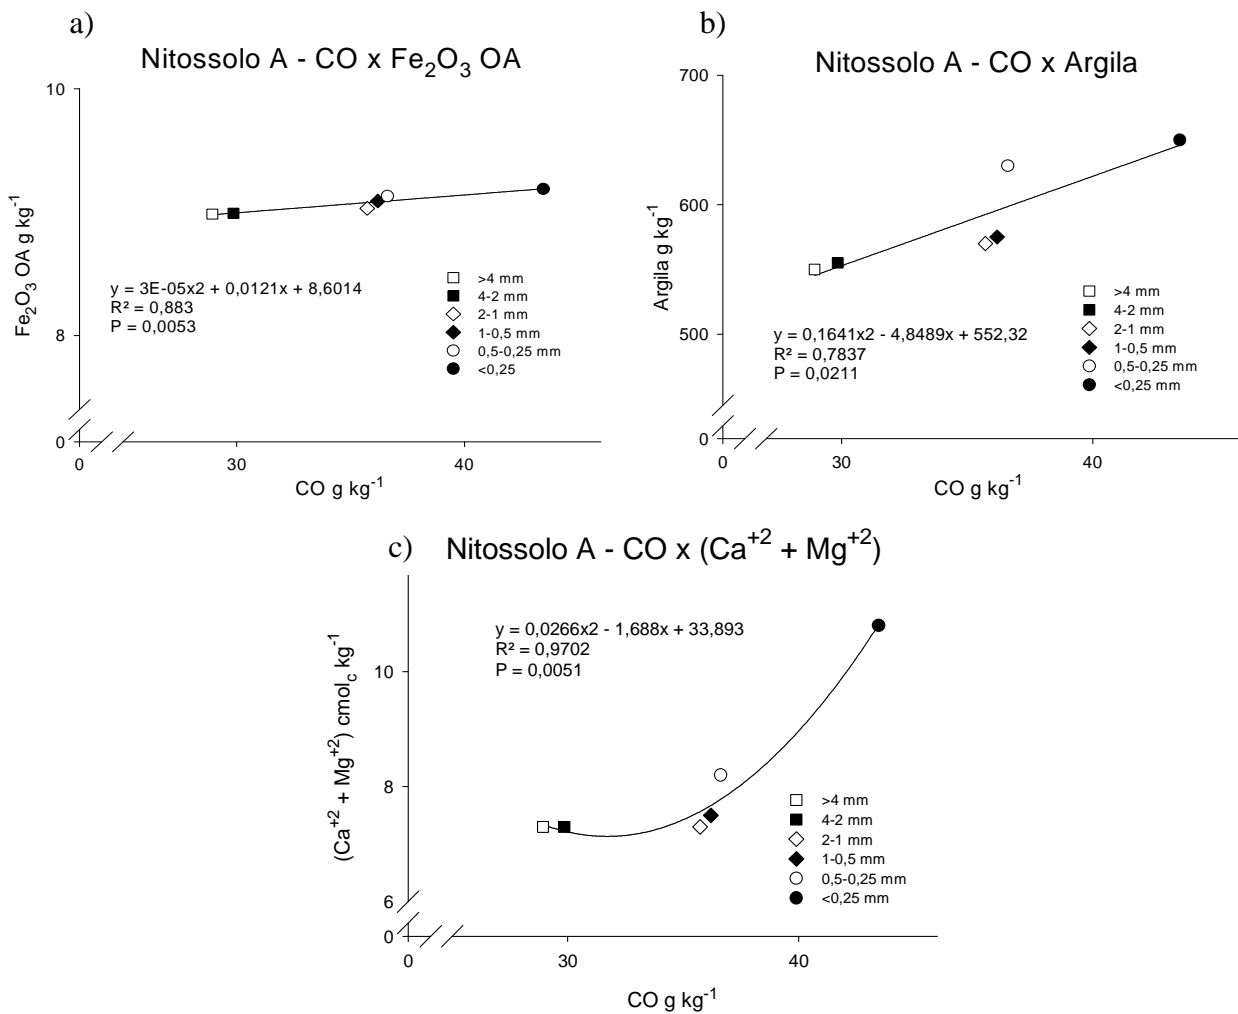 a)
Nitossolo A - CO x Fe₂O₃ OA
10
8
0
Fe₂O₃ OA g kg⁻¹
y = 3E-05x2 + 0,0121x + 8,6014
R² = 0,883
P = 0,0053
>4 mm
4-2 mm
2-1 mm
1-0,5 mm
0,5-0,25 mm
<0,25
0
30
40
CO g kg⁻¹
b)
Nitossolo A - CO x Argila
700
600
500
0
Argila g kg⁻¹
y = 0,1641x2 - 4,8489x + 552,32
R² = 0,7837
P = 0,0211
>4 mm
4-2 mm
2-1 mm
1-0,5 mm
0,5-0,25 mm
<0,25 mm
0
30
40
CO g kg⁻¹
c)
Nitossolo A - CO x (Ca⁺² + Mg⁺²)
10
8
6
0
(Ca⁺² + Mg⁺²) cmol꜀ kg⁻¹
y = 0,0266x2 - 1,688x + 33,893
R² = 0,9702
P = 0,0051
>4 mm
4-2 mm
2-1 mm
1-0,5 mm
0,5-0,25 mm
<0,25 mm
0
30
40
CO g kg⁻¹